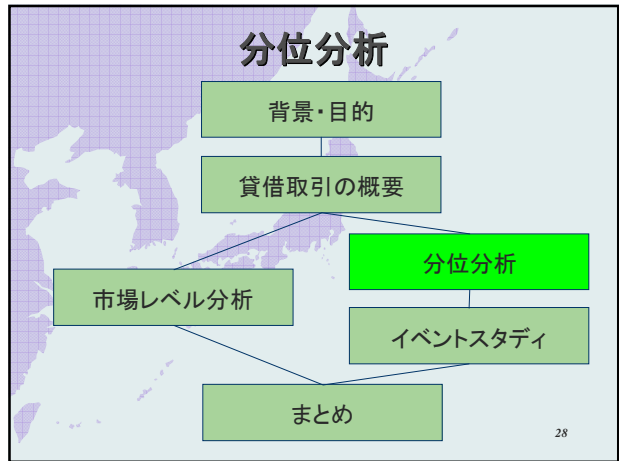 分位分析
背景・目的
貸借取引の概要
分位分析
市場レベル分析
イベントスタディ
まとめ
28